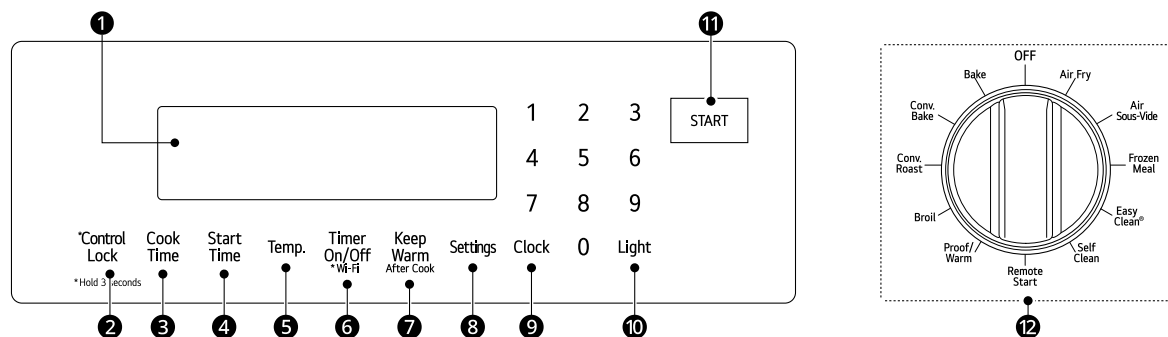 1
11
1 2 3
START
4 5 6
7 8 9
0
*Control
Lock
*Hold 3 seconds
Cook
Time
Start
Time
Temp.
Timer
On/Off
*Wi-Fi
Keep
Warm
After Cook
Settings
Clock
Light
2
3
4
5
6
7
8
9
10
OFF
Air Fry
Air
Sous-Vide
Frozen
Meal
Easy
Clean®
Self
Clean
Remote
Start
Proof/
Warm
Broil
Conv.
Roast
Conv.
Bake
Bake
12